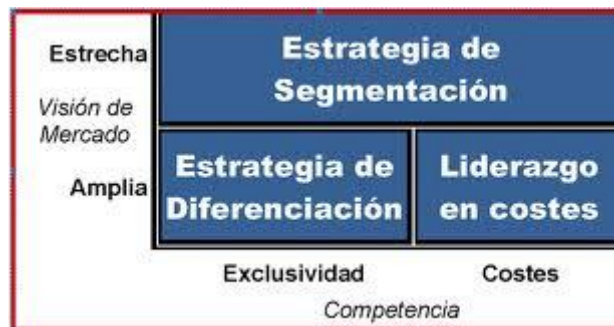 Estrecha
Estrategia de
Segmentación
Visión de
Mercado
Amplia
Estrategia de
Diferenciación
Liderazgo
en costes
Exclusividad
Costes
Competencia